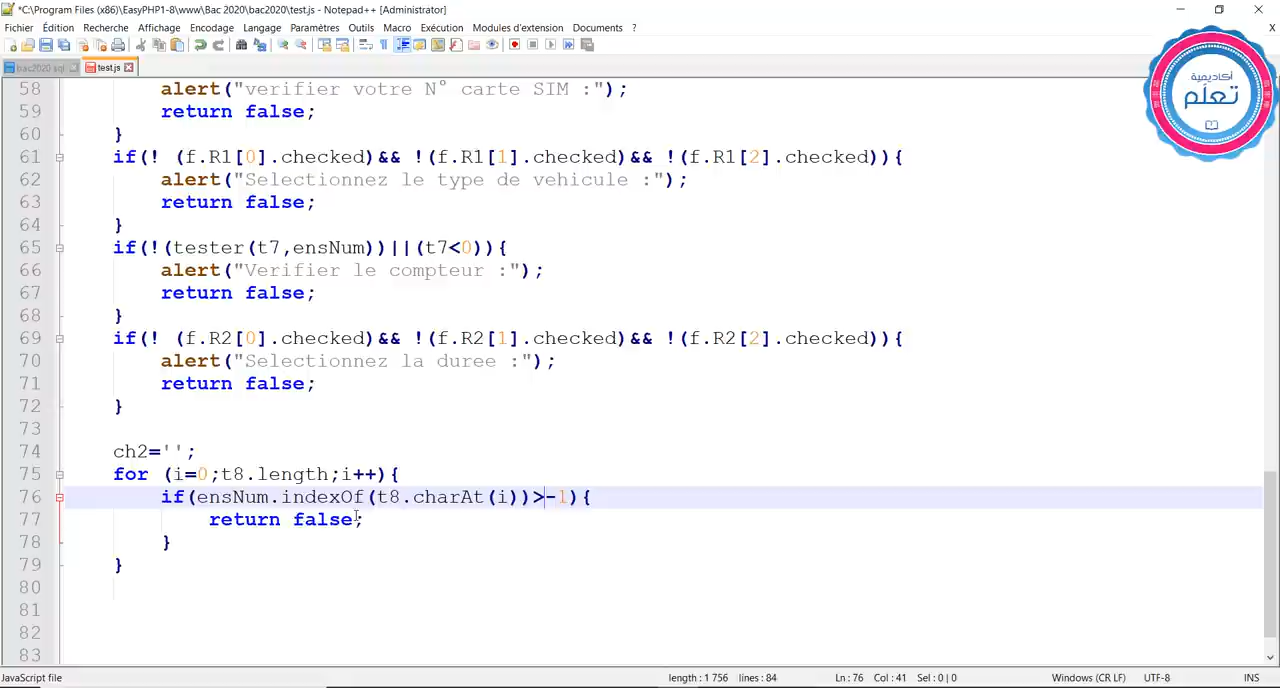 *C:\Program Files (x86)\EasyPHP1-8\www\Bac 2020\bac2020\test.js - Notepad++ [Administrator]
Fichier Édition Recherche Affichage Encodage Langage Paramètres Outils Macro Exécution Modules d'extension Documents ? X
bac2020 sql test.js
58 alert("verifier votre N° carte SIM :");
59 return false;
60 }
61 if(! (f.R1[0].checked)&& !(f.R1[1].checked)&& !(f.R1[2].checked)){
62 alert("Selectionnez le type de vehicule :");
63 return false;
64 }
65 if(!(tester(t7,ensNum))||(t7<0)){
66 alert("Verifier le compteur :");
67 return false;
68 }
69 if(! (f.R2[0].checked)&& !(f.R2[1].checked)&& !(f.R2[2].checked)){
70 alert("Selectionnez la duree :");
71 return false;
72 }
73
74 ch2='';
75 for (i=0;t8.length;i++){
76 if(ensNum.indexOf(t8.charAt(i))>-1){
77 return false;
78 }
79 }
80
81
82
83
أكاديمية
تعلّم
JavaScript file length : 1 756 lines : 84 Ln : 76 Col : 41 Sel : 0 | 0 Windows (CR LF) UTF-8 INS